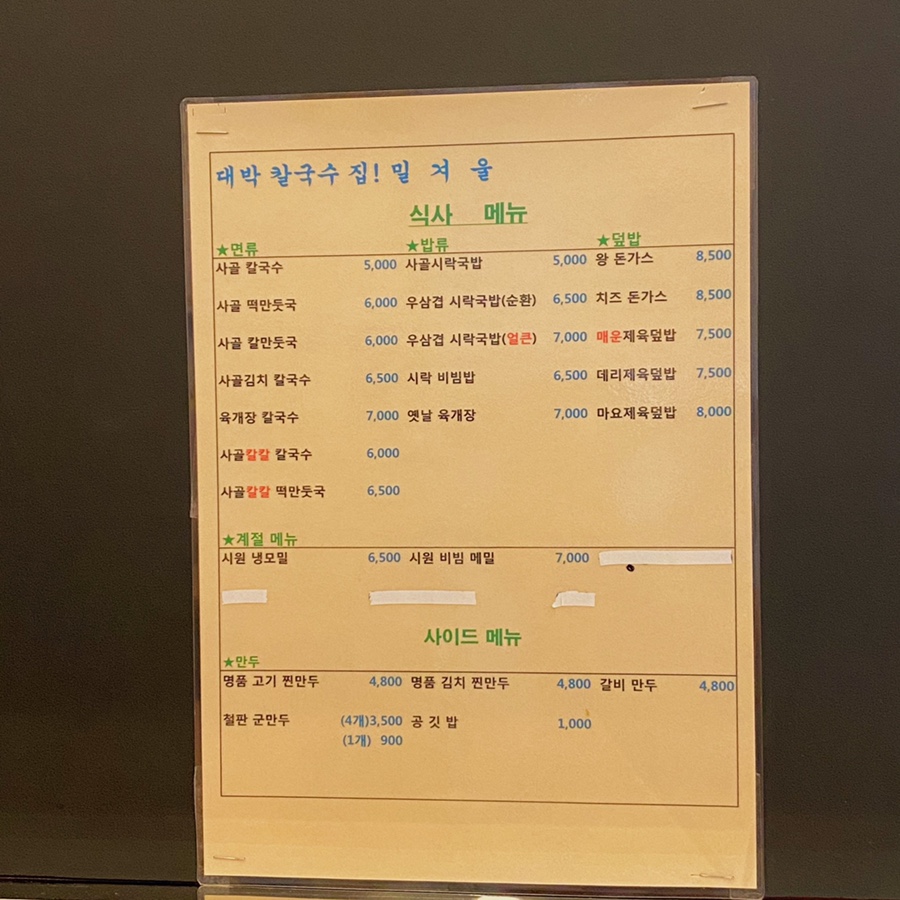 대박 칼국수 집! 밀 겨 울
식사 메뉴
★면류 ★밥류 ★덮밥
사골 칼국수 5,000 사골시락국밥 5,000 왕 돈가스 8,500
사골 떡만둣국 6,000 우삼겹 시락국밥(순환) 6,500 치즈 돈가스 8,500
사골 칼만둣국 6,000 우삼겹 시락국밥(얼큰) 7,000 매운제육덮밥 7,500
사골김치 칼국수 6,500 시락 비빔밥 6,500 데리제육덮밥 7,500
육개장 칼국수 7,000 옛날 육개장 7,000 마요제육덮밥 8,000
사골칼칼 칼국수 6,000
사골칼칼 떡만둣국 6,500
★계절 메뉴
시원 냉모밀 6,500 시원 비빔 메밀 7,000
사이드 메뉴
★만두
명품 고기 찐만두 4,800 명품 김치 찐만두 4,800 갈비 만두 4,800
철판 군만두 (4개)3,500 공 깃 밥 1,000
(1개) 900